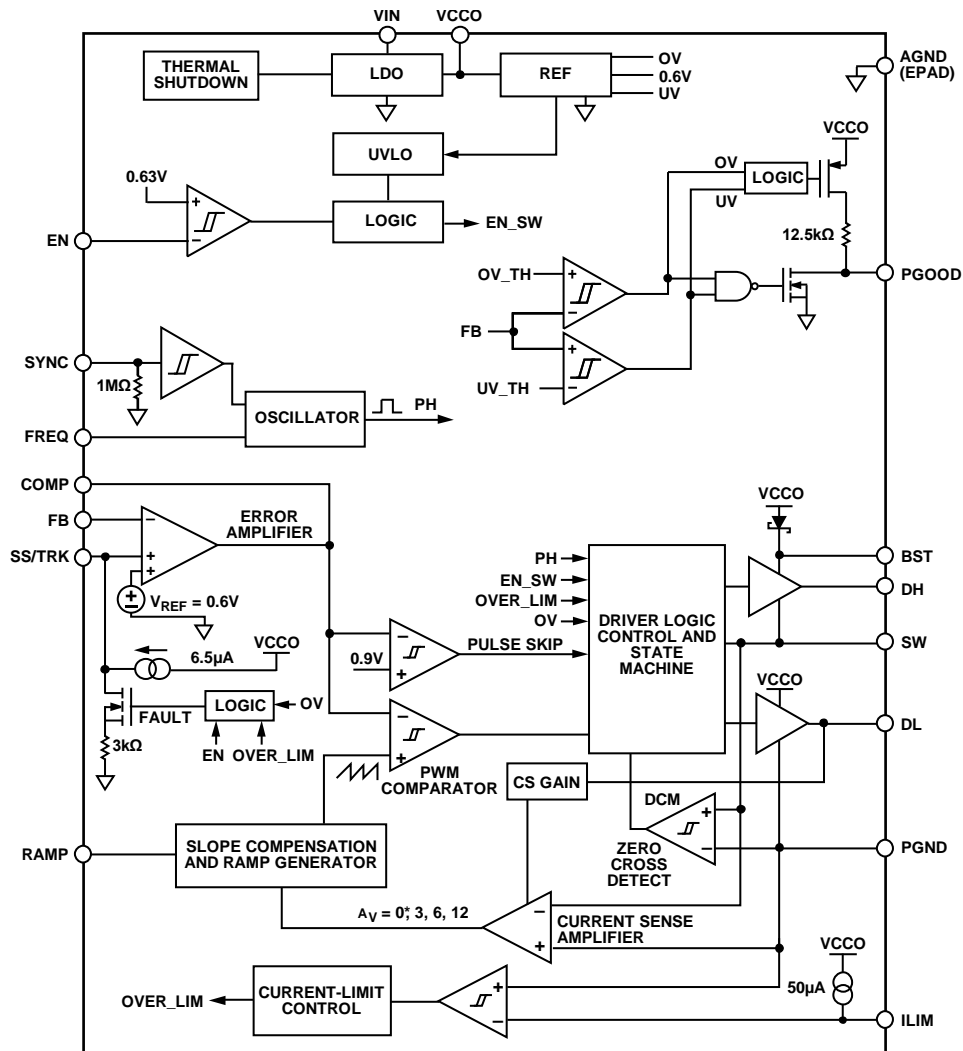 VIN VCCO
THERMAL
SHUTDOWN
LDO
REF
OV
0.6V
UV
AGND
(EPAD)
UVLO
0.63V
+
−
LOGIC
EN_SW
EN
VCCO
OV
UV
LOGIC
12.5kΩ
PGOOD
OV_TH
+
−
FB
+
−
UV_TH
SYNC
1MΩ
OSCILLATOR
PH
FREQ
COMP
FB
SS/TRK
−
+
+
ERROR
AMPLIFIER
VREF = 0.6V
6.5µA
VCCO
FAULT
LOGIC
OV
EN OVER_LIM
3kΩ
−
+
0.9V
PULSE SKIP
−
+
PWM
COMPARATOR
PH
EN_SW
OVER_LIM
OV
DRIVER LOGIC
CONTROL AND
STATE
MACHINE
VCCO
BST
DH
SW
VCCO
DL
CS GAIN
DCM
+
−
ZERO
CROSS
DETECT
PGND
RAMP
SLOPE COMPENSATION
AND RAMP GENERATOR
AV = 0*, 3, 6, 12
−
+
CURRENT SENSE
AMPLIFIER
VCCO
50µA
OVER_LIM
CURRENT-LIMIT
CONTROL
+
−
ILIM